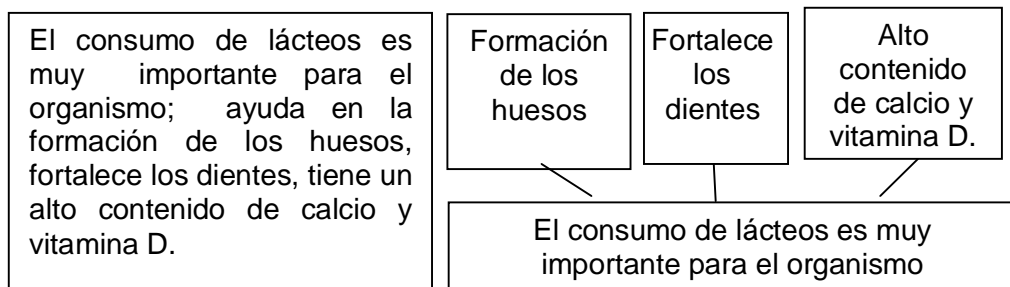 El consumo de lácteos es
muy importante para el
organismo; ayuda en la
formación de los huesos,
fortalece los dientes, tiene un
alto contenido de calcio y
vitamina D.
Formación
de los
huesos
Fortalece
los
dientes
Alto
contenido
de calcio y
vitamina D.
El consumo de lácteos es muy
importante para el organismo